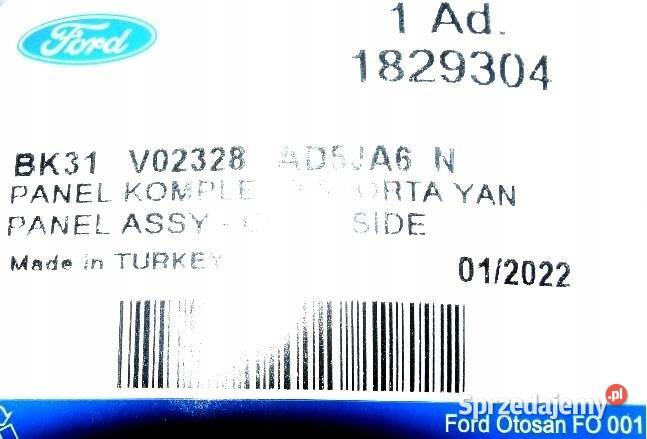 Ford
1 Ad.
1829304
BK31 V02328 AD5JA6 N
PANEL ORTA YAN
PANEL ASSY - SIDE
Made in TURKEY
01/2022
Sprzedajemy.pl
Ford Otosan FO 001